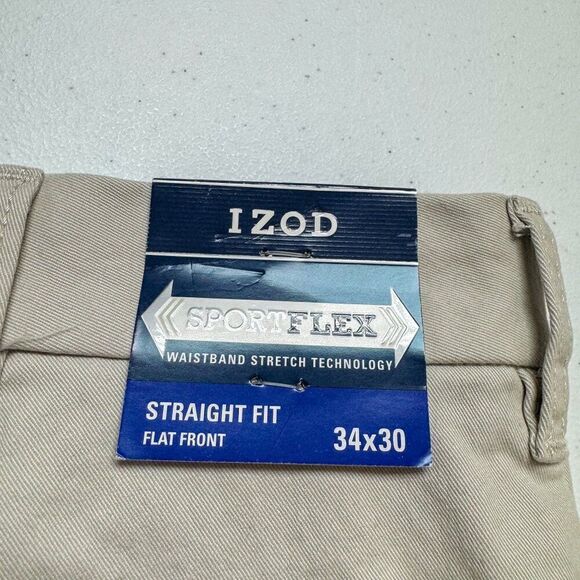 IZOD
SPORTFLEX
WAISTBAND STRETCH TECHNOLOGY
STRAIGHT FIT
FLAT FRONT
34x30